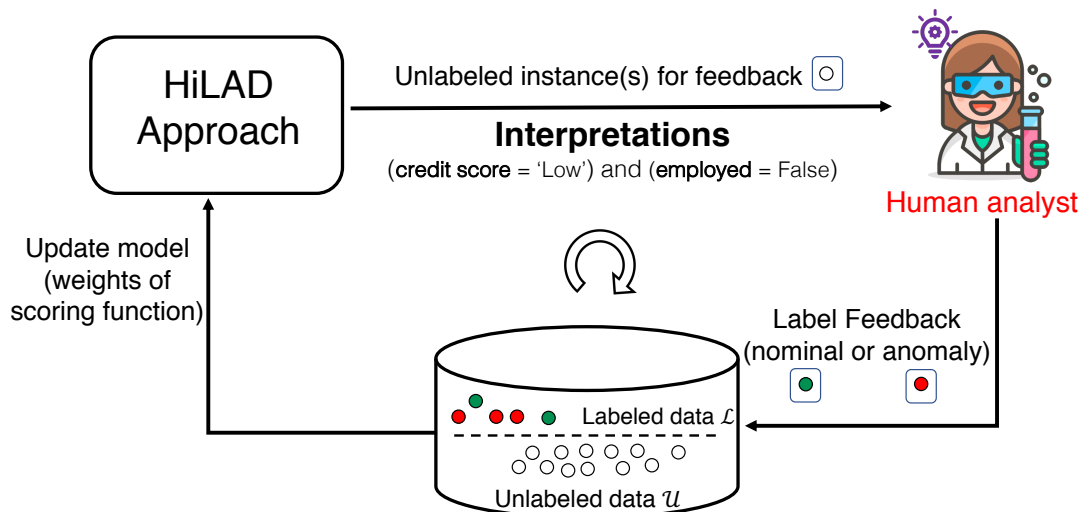 HiLAD
Approach
Unlabeled instance(s) for feedback
Interpretations
(credit score = ‘Low’) and (employed = False)
Human analyst
Update model
(weights of
scoring function)
Label Feedback
(nominal or anomaly)
Labeled data ℒ
Unlabeled data 𝒰